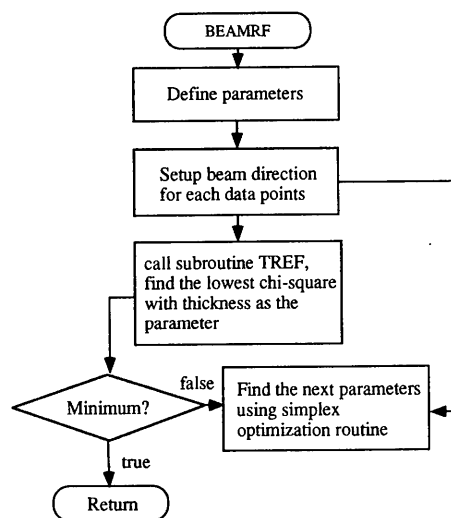 BEAMRF
Define parameters
Setup beam direction
for each data points
call subroutine TREF,
find the lowest chi-square
with thickness as the
parameter
Minimum?
false
Find the next parameters
using simplex
optimization routine
true
Return